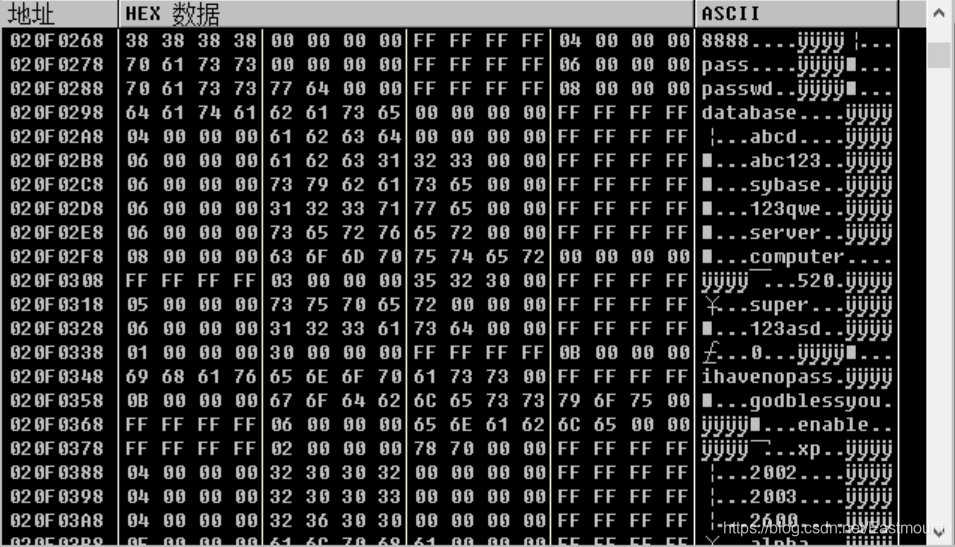 地址 HEX 数据 ASCII
020F0268 38 38 38 38 00 00 00 00 FF FF FF FF 04 00 00 00 8888....ÿÿÿÿ¦...
020F0278 70 61 73 73 00 00 00 00 FF FF FF FF 06 00 00 00 pass....ÿÿÿÿ■...
020F0288 70 61 73 73 77 64 00 00 FF FF FF FF 08 00 00 00 passwd..ÿÿÿÿ■...
020F0298 64 61 74 61 62 61 73 65 00 00 00 00 FF FF FF FF database....ÿÿÿÿ
020F02A8 04 00 00 00 61 62 63 64 00 00 00 00 FF FF FF FF ¦...abcd....ÿÿÿÿ
020F02B8 06 00 00 00 61 62 63 31 32 33 00 00 FF FF FF FF ■...abc123..ÿÿÿÿ
020F02C8 06 00 00 00 73 79 62 61 73 65 00 00 FF FF FF FF ■...sybase..ÿÿÿÿ
020F02D8 06 00 00 00 31 32 33 71 77 65 00 00 FF FF FF FF ■...123qwe..ÿÿÿÿ
020F02E8 06 00 00 00 73 65 72 76 65 72 00 00 FF FF FF FF ■...server..ÿÿÿÿ
020F02F8 08 00 00 00 63 6F 6D 70 75 74 65 72 00 00 00 00 ■...computer....
020F0308 FF FF FF FF 03 00 00 00 35 32 30 00 FF FF FF FF ÿÿÿÿ¯...520.ÿÿÿÿ
020F0318 05 00 00 00 73 75 70 65 72 00 00 00 FF FF FF FF Y...super...ÿÿÿÿ
020F0328 06 00 00 00 31 32 33 61 73 64 00 00 FF FF FF FF ■...123asd..ÿÿÿÿ
020F0338 01 00 00 00 30 00 00 00 FF FF FF FF 0B 00 00 00 £...0...ÿÿÿÿ■...
020F0348 69 68 61 76 65 6E 6F 70 61 73 73 00 FF FF FF FF ihavenopass.ÿÿÿÿ
020F0358 0B 00 00 00 67 6F 64 62 6C 65 73 73 79 6F 75 00 ■...godblessyou.
020F0368 FF FF FF FF 06 00 00 00 65 6E 61 62 6C 65 00 00 ÿÿÿÿ■...enable..
020F0378 FF FF FF FF 02 00 00 00 78 70 00 00 FF FF FF FF ÿÿÿÿ¯...xp..ÿÿÿÿ
020F0388 04 00 00 00 32 30 30 32 00 00 00 00 FF FF FF FF ¦...2002....ÿÿÿÿ
020F0398 04 00 00 00 32 30 30 33 00 00 00 00 FF FF FF FF ¦...2003....ÿÿÿÿ
020F03A8 04 00 00 00 32 36 30 30 00 00 00 00 FF FF FF FF ¦...2600....ÿÿÿÿ
020F03B8 05 00 00 00 61 6C 70 68 61 00 00 00 FF FF FF FF Y...alpha...ÿÿÿÿ
https://blog.csdn.net/Eastmount